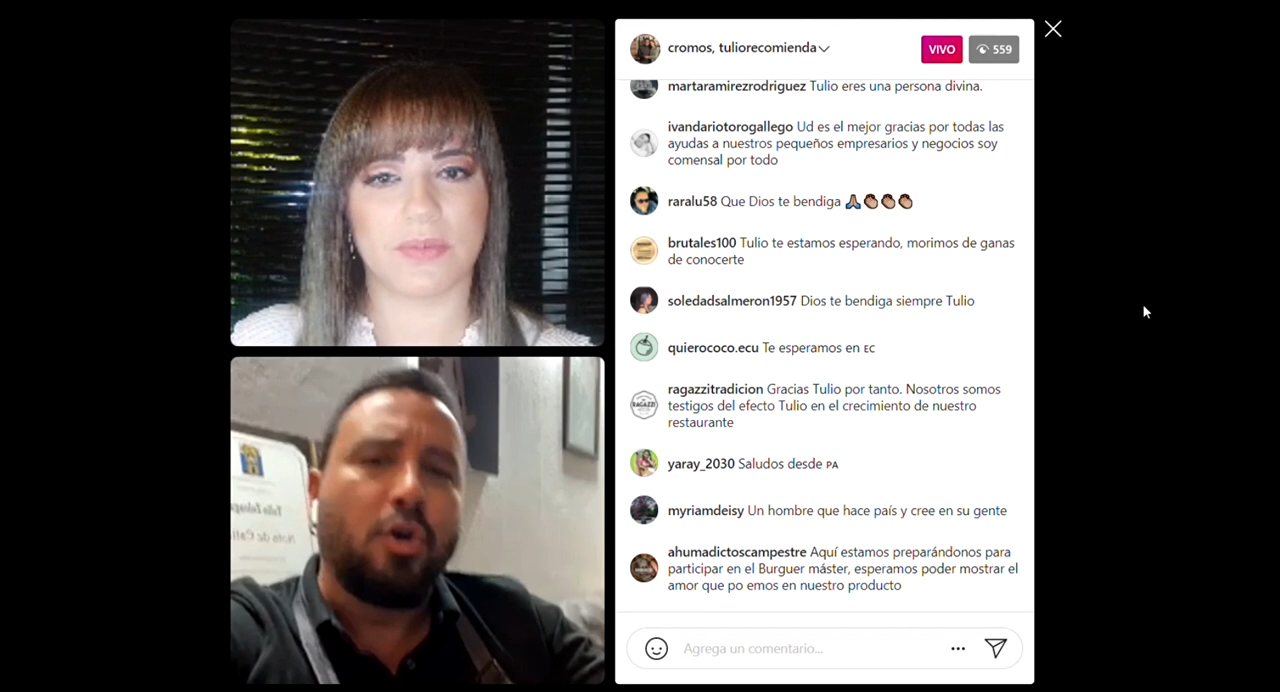 cromos, tuliorecomienda
VIVO
559
martaramirezrodriguez Tulio eres una persona divina.
ivandariotorogallego Ud es el mejor gracias por todas las
ayudas a nuestros pequeños empresarios y negocios soy
comensal por todo
raralu58 Que Dios te bendiga 🙏👏👏👏
brutales100 Tulio te estamos esperando, morimos de ganas
de conocerte
soledadsalmeron1957 Dios te bendiga siempre Tulio
quierococo.ecu Te esperamos en EC
RAGAZZI
ragazzitradicion Gracias Tulio por tanto. Nosotros somos
testigos del efecto Tulio en el crecimiento de nuestro
restaurante
yaray_2030 Saludos desde PA
myriamdeisy Un hombre que hace país y cree en su gente
ahumadictoscampestre Aquí estamos preparándonos para
participar en el Burguer máster, esperamos poder mostrar el
amor que po emos en nuestro producto
Agrega un comentario...